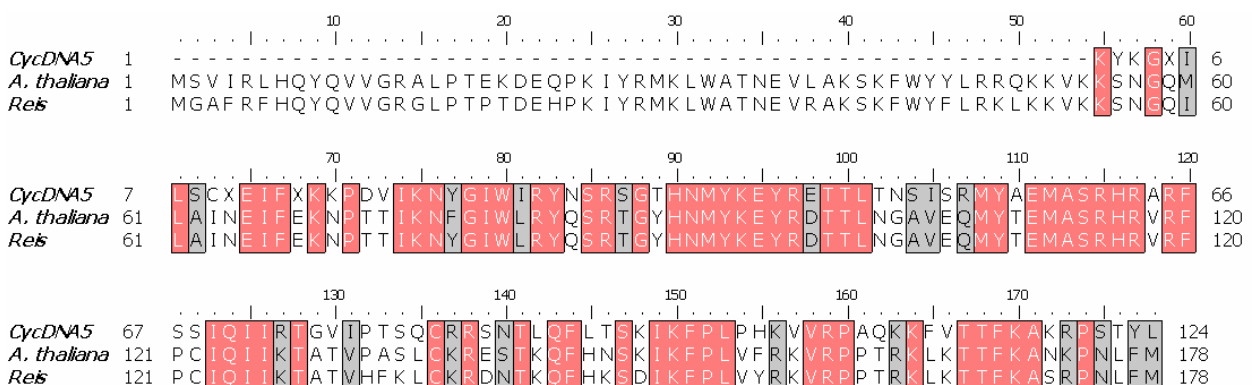 10 20 30 40 50 60
CycDNA5 1 ------------------------------------------------------KYKGXI 6
A. thaliana 1 MSVIRLHQYQVVGRALPTEKDEQPKIYRMKLWATNEVLAKSKFWYYLRRQKKVKKSNGQM 60
Reis 1 MGAFRFHQYQVVGRGLPTPTDEHPKIYRMKLWATNEVRAKSKFWYFLRKLKKVKKSNGQI 60
70 80 90 100 110 120
CycDNA5 7 LSCXEIFXKKPDVIKNYGIWIRYNSRSGTHNMYKEYRETTLTNSISRMYAEMASRHRARF 66
A. thaliana 61 LAINEIFEKNPTTIKNFGIWLRYQSRTGYHNMYKEYRDTTLNGAVEQMYTEMASRHRVRF 120
Reis 61 LAINEIFEKNPTTIKNYGIWLRYQSRTGYHNMYKEYRDTTLNGAVEQMYTEMASRHRVRF 120
130 140 150 160 170
CycDNA5 67 SSIQIIRTGVIPTSQCRRSNTLQFLTSKIKFPLPHKVVRPAQKKFVTTFKAKRPSTYL 124
A. thaliana 121 PCIQIIKTATVPASLCKRESTKQFHNSKIKFPLVFRKVRPPTRKLKTTFKANKPNLFM 178
Reis 121 PCIQIIKTATVHFKLCKRDNTKQFHKSDIKFPLVYRKVRPPTRKLKTTFKANKPNLFM 178